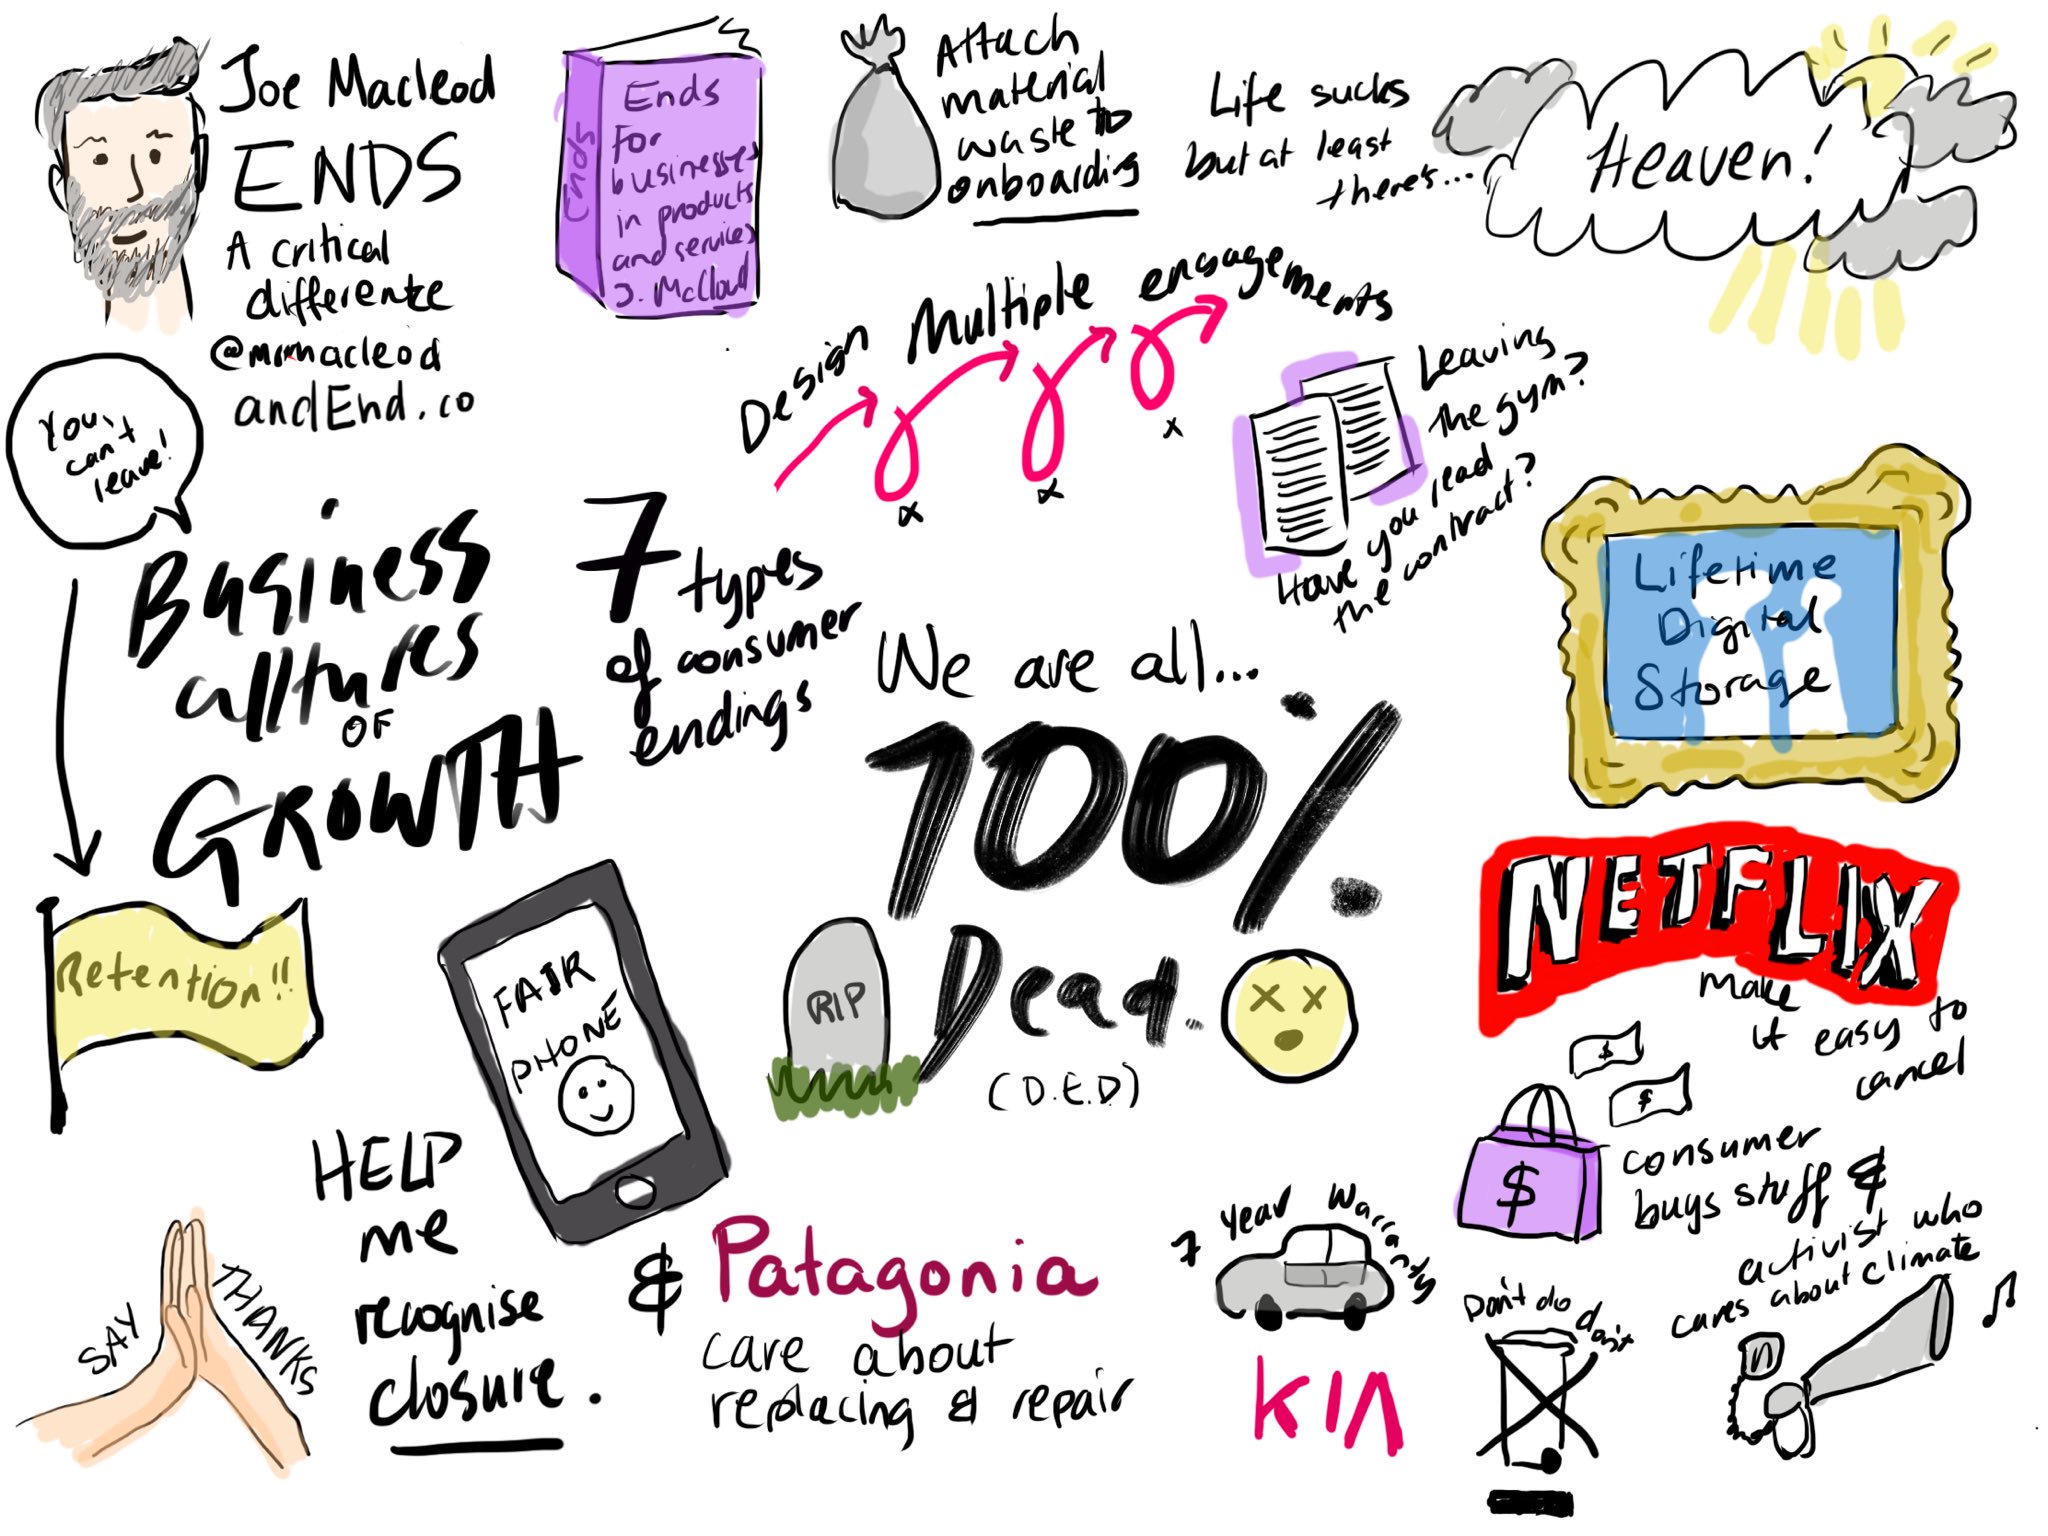 Joe Macleod
ENDS
A critical
difference
@mrmacleod
andEnd.co
Ends
Ends
For
businesses
in products
and services
J. McCloud
Attach
material
waste to
onboarding
Life sucks
but at least
there's...
Heaven!
Design Multiple engagements
x
x
x
Leaving
the gym?
Have you read
the contract?
You
can't
leave!
Business
cultures
OF
GROWTH
7 types
of consumer
endings
We are all...
100%
Dead.
(D.E.D)
RIP
x x
Lifetime
Digital
Storage
NETFLIX
Make
it easy to
cancel
Retention!!
FAIR
PHONE
HELP
me
recognise
closure.
SAY
THANKS
& Patagonia
care about
replacing & repair
7 Year Warranty
KIA
$
$
$
consumer
buys stuff &
activist who
cares about climate
Don't do
n